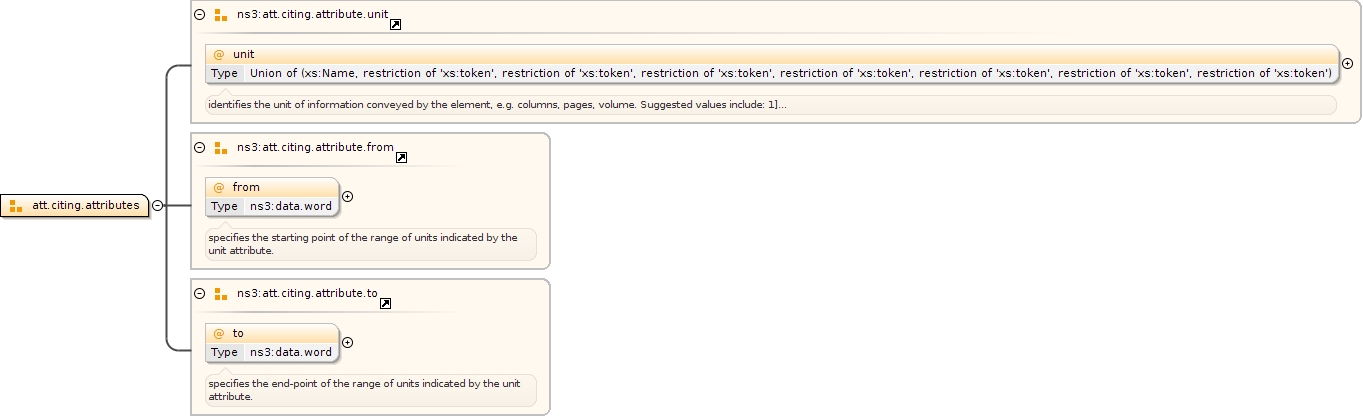 ns3:att.citing.attribute.unit
@ unit
Type Union of (xs:Name, restriction of 'xs:token', restriction of 'xs:token', restriction of 'xs:token', restriction of 'xs:token', restriction of 'xs:token', restriction of 'xs:token', restriction of 'xs:token')
identifies the unit of information conveyed by the element, e.g. columns, pages, volume. Suggested values include: 1]...
ns3:att.citing.attribute.from
@ from
Type ns3:data.word
specifies the starting point of the range of units indicated by the
unit attribute.
att.citing.attributes
ns3:att.citing.attribute.to
@ to
Type ns3:data.word
specifies the end-point of the range of units indicated by the unit
attribute.